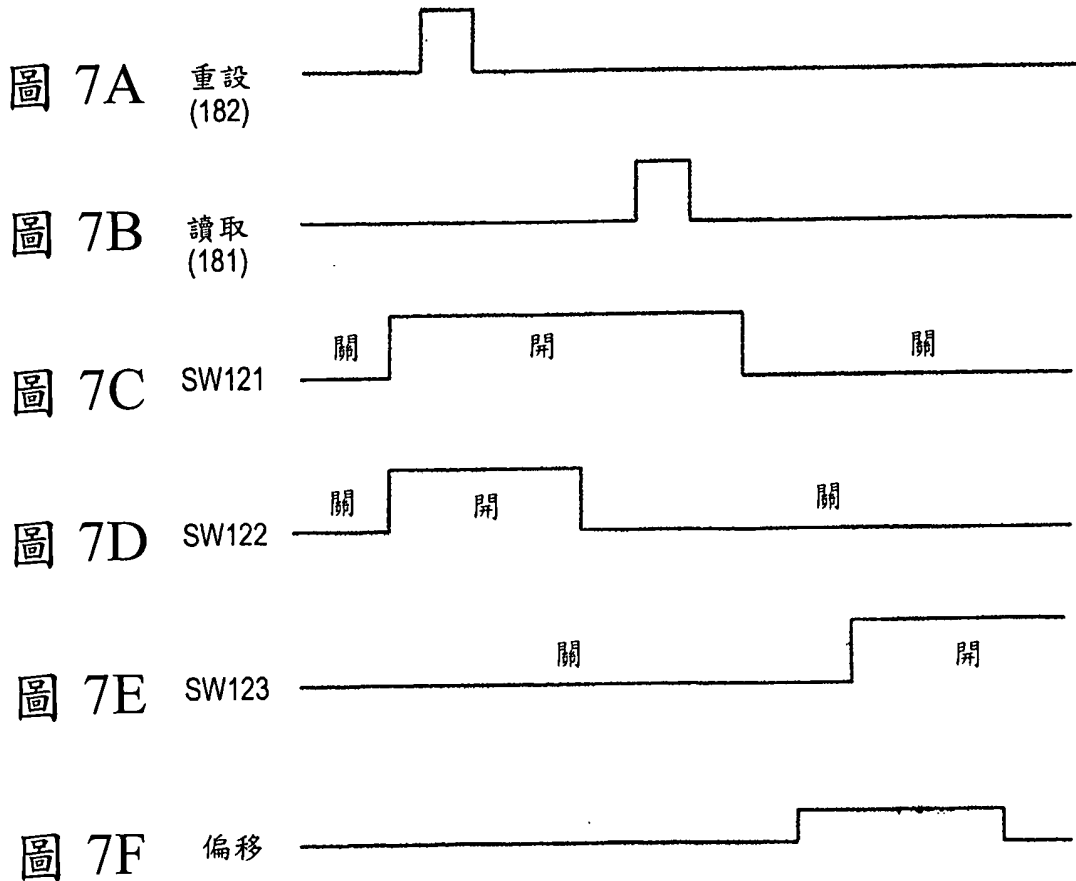 圖 7A 重設
(182)
圖 7B 讀取
(181)
圖 7C SW121 關 開 關
圖 7D SW122 關 開 關
圖 7E SW123 關 開
圖 7F 偏移